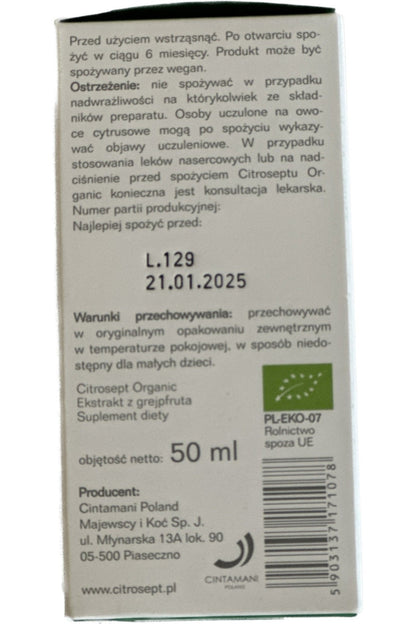 Przed użyciem wstrząsnąć. Po otwarciu spo-
żyć w ciągu 6 miesięcy. Produkt może być
spożywany przez wegan.
Ostrzeżenie: nie spożywać w przypadku
nadwrażliwości na którykolwiek ze skład-
ników preparatu. Osoby uczulone na owo-
ce cytrusowe mogą po spożyciu wykazy-
wać objawy uczuleniowe. W przypadku
stosowania leków nasercowych lub na nad-
ciśnienie przed spożyciem Citroseptu Or-
ganic konieczna jest konsultacja lekarska.
Numer partii produkcyjnej:
Najlepiej spożyć przed:
L.129
21.01.2025
Warunki przechowywania: przechowywać
w oryginalnym opakowaniu zewnętrznym
w temperaturze pokojowej, w sposób niedo-
stępny dla małych dzieci.
Citrosept Organic
Ekstrakt z grejpfruta
Suplement diety
PL-EKO-07
Rolnictwo
spoza UE
objętość netto: 50 ml
Producent:
Cintamani Poland
Majewscy i Koć Sp. J.
ul. Młynarska 13A lok. 90
05-500 Piaseczno
CINTAMANI
POLAND
www.citrosept.pl
5903137171078